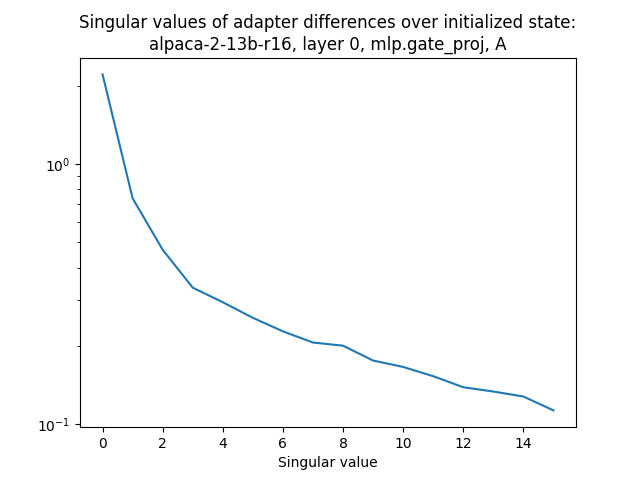 Singular values of adapter differences over initialized state:
alpaca-2-13b-r16, layer 0, mlp.gate_proj, A
10⁰
10⁻¹
0 2 4 6 8 10 12 14
Singular value